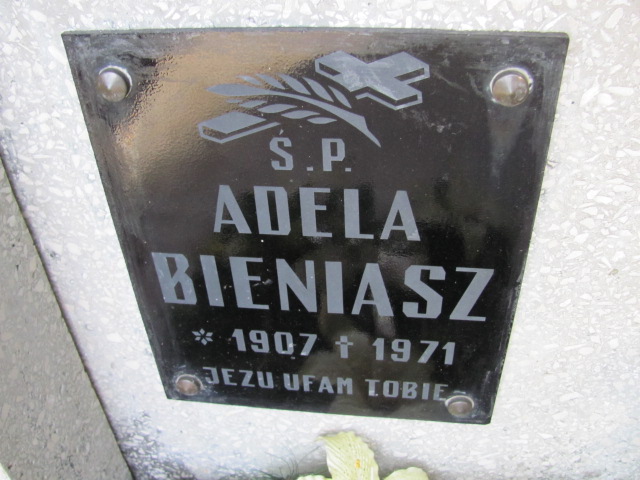 Ś.P.
ADELA
BIENIASZ
* 1907 † 1971
JEZU UFAM TOBIE